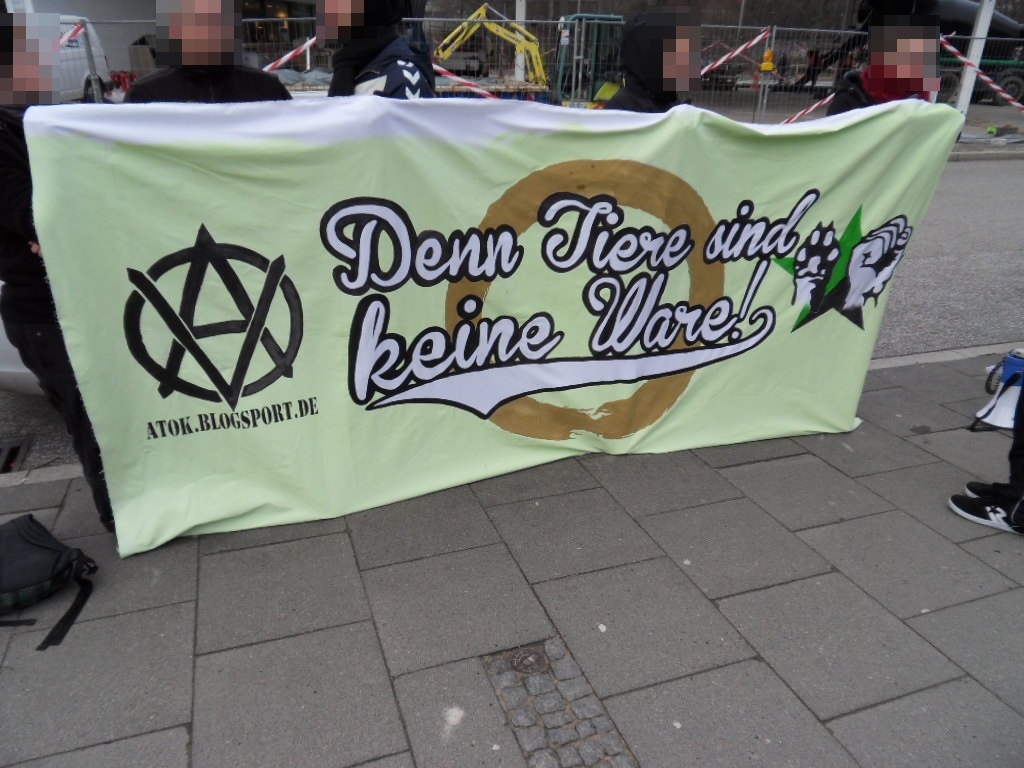 Denn Tiere sind
keine Ware!
ATOK.BLOGSPORT.DE